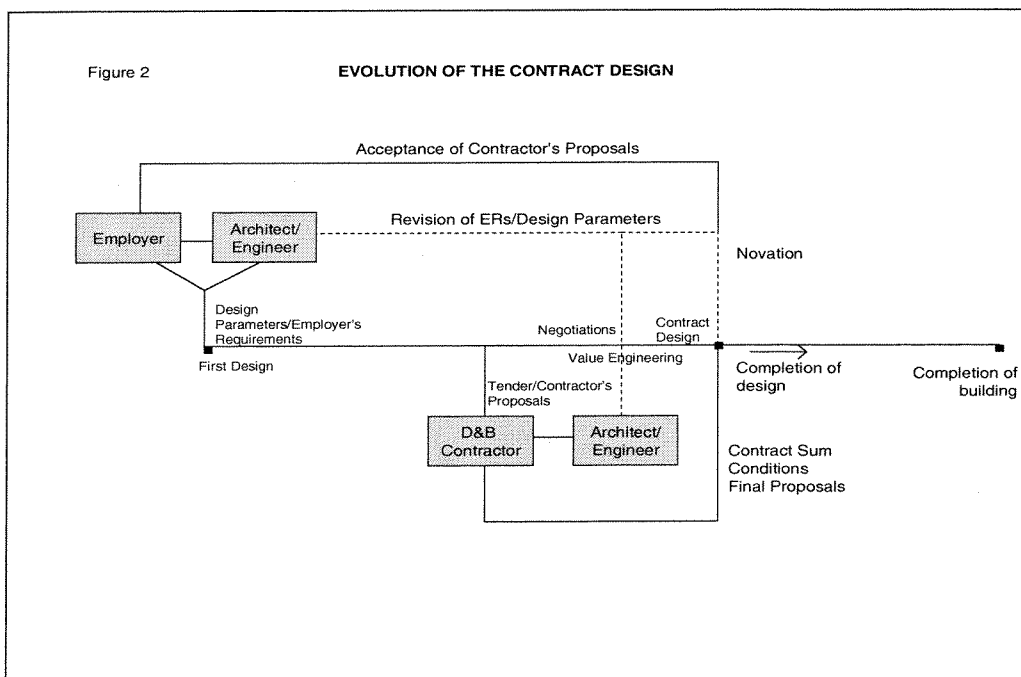 Figure 2
EVOLUTION OF THE CONTRACT DESIGN
Acceptance of Contractor's Proposals
Employer
Architect/
Engineer
Revision of ERs/Design Parameters
Novation
Design
Parameters/Employer's
Requirements
First Design
Negotiations
Value Engineering
Contract
Design
Completion of
design
Completion of
building
Tender/Contractor's
Proposals
D&B
Contractor
Architect/
Engineer
Contract Sum
Conditions
Final Proposals